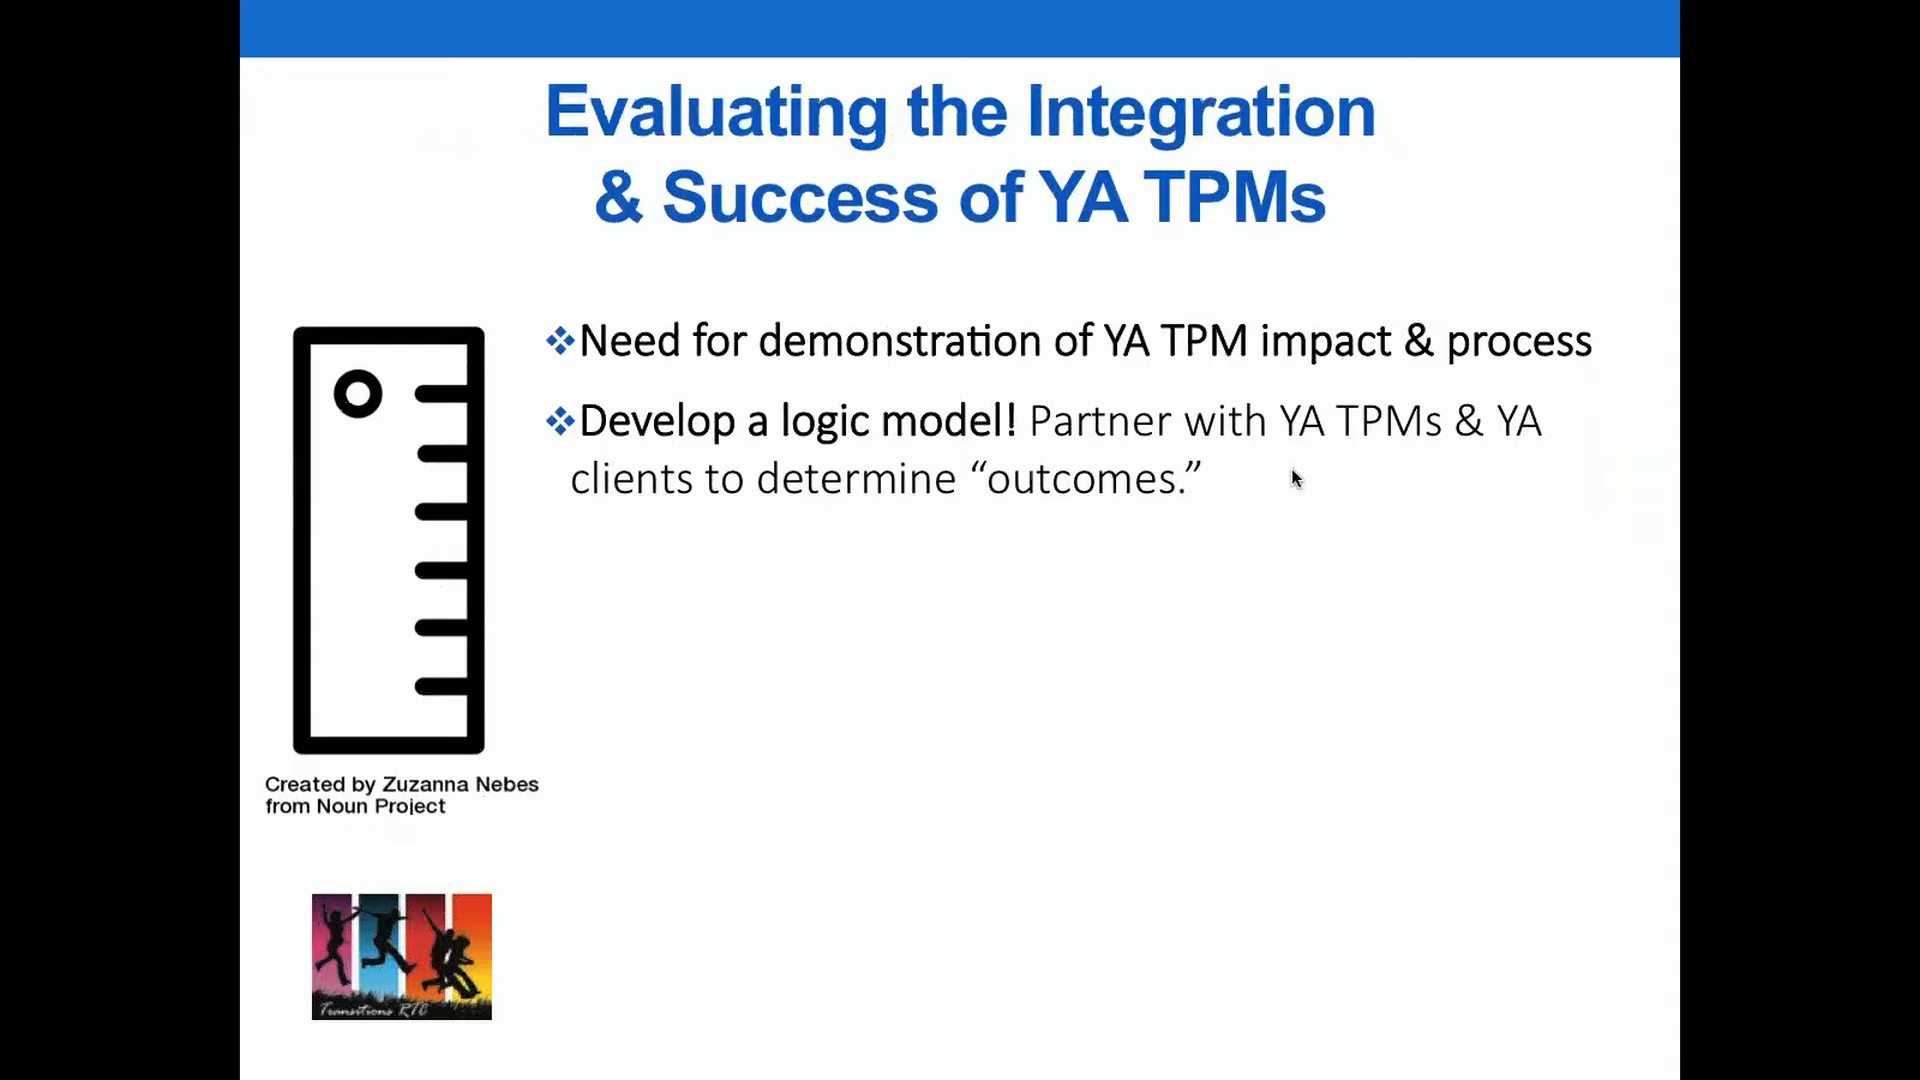 Evaluating the Integration
& Success of YA TPMs
❖Need for demonstration of YA TPM impact & process
❖Develop a logic model! Partner with YA TPMs & YA
clients to determine “outcomes.”
Created by Zuzanna Nebes
from Noun Project
Transitions RTC